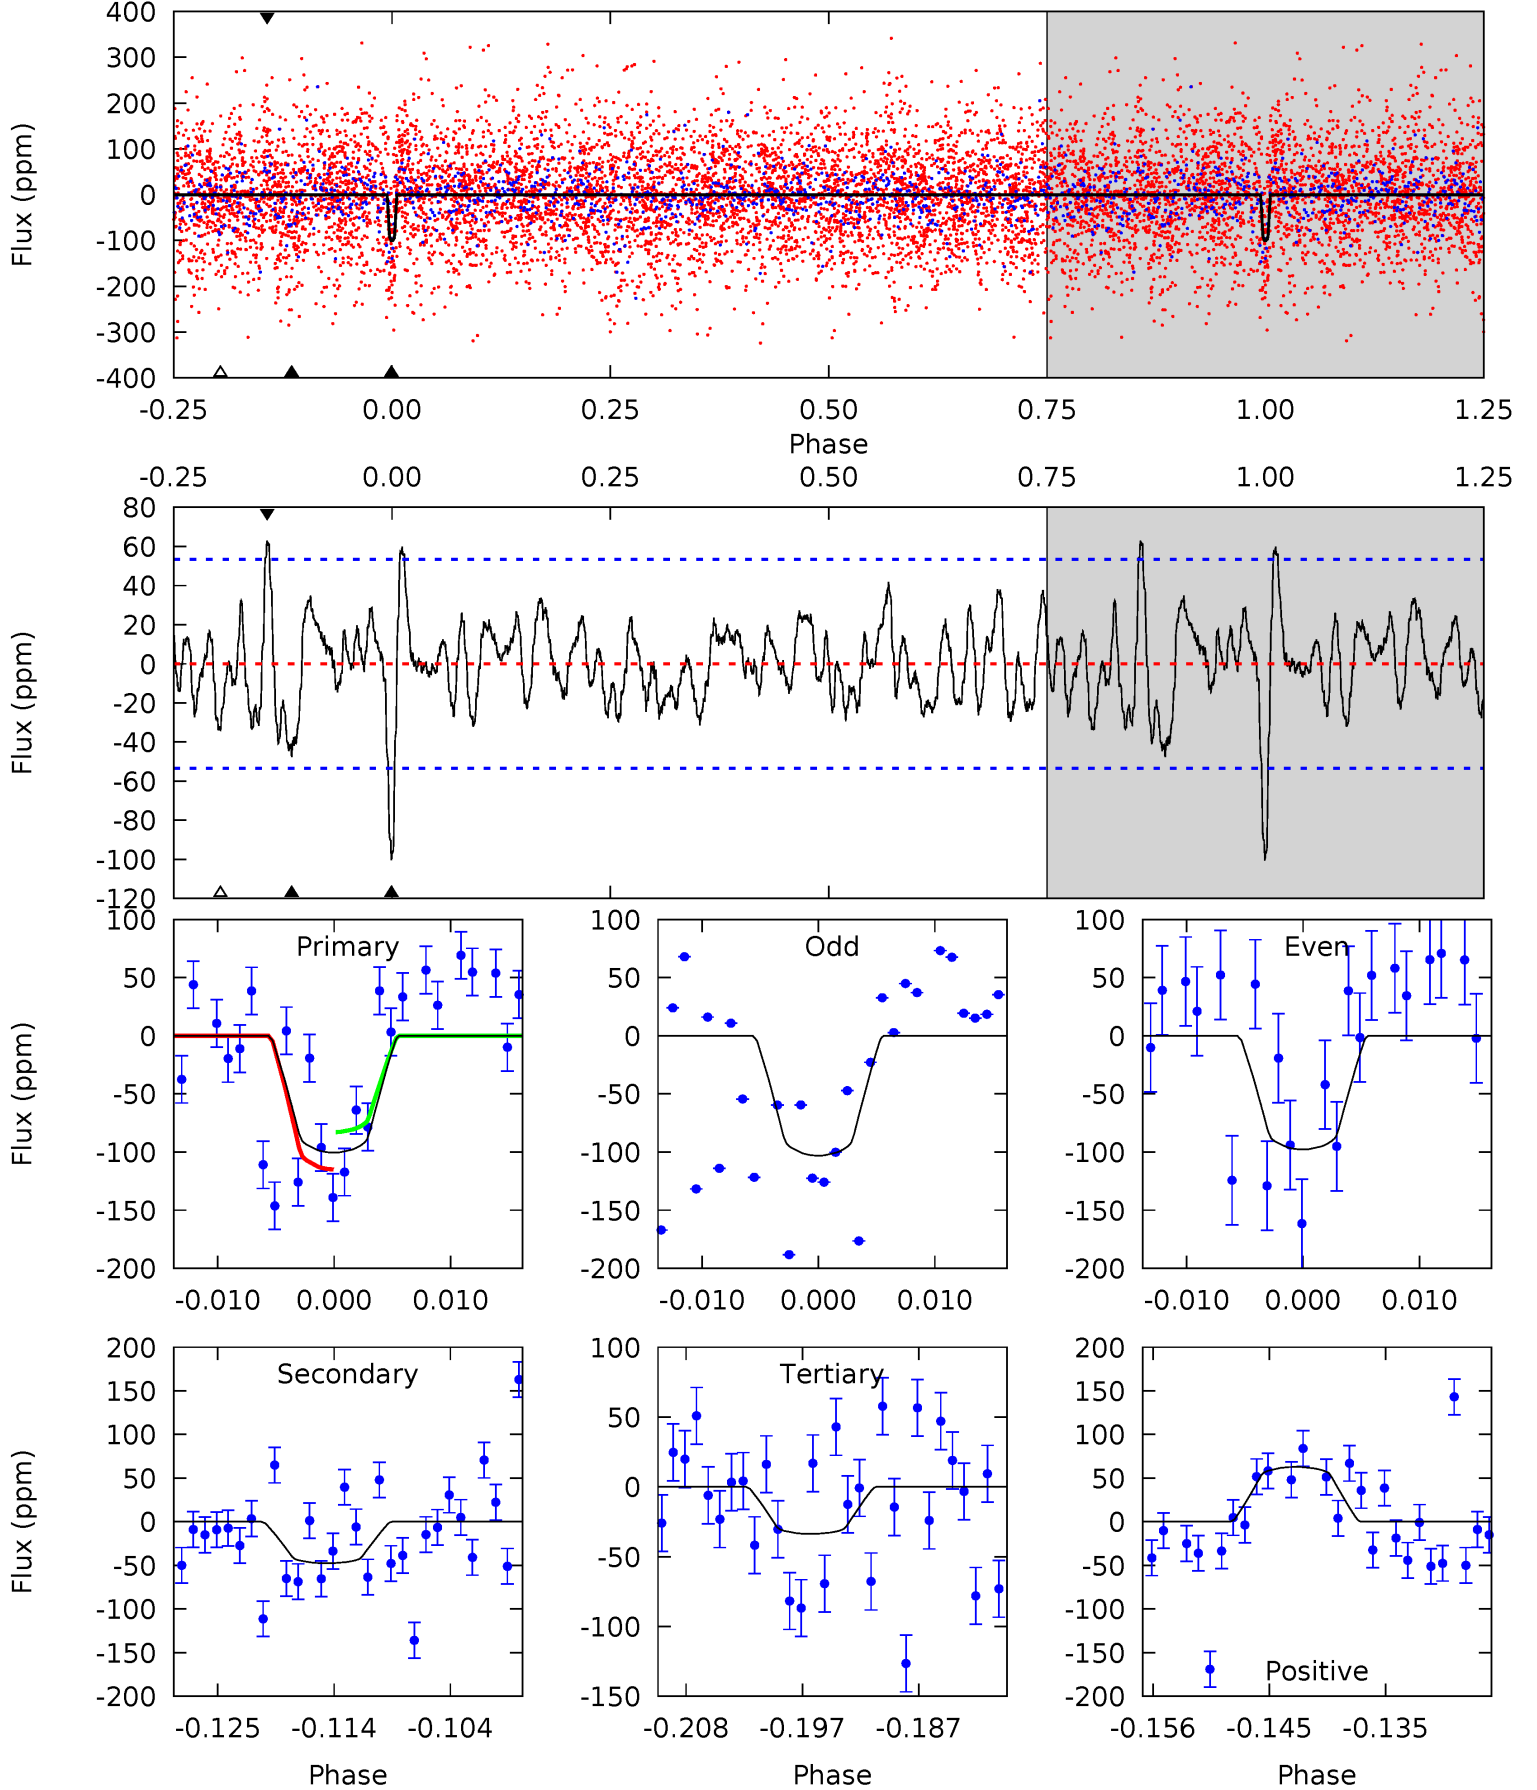 400
300
200
100
0
-100
-200
-300
-400
Flux (ppm)
-0.25 0.00 0.25 0.50 0.75 1.00 1.25
Phase
-0.25 0.00 0.25 0.50 0.75 1.00 1.25
80
60
40
20
0
-20
-40
-60
-80
-100
-120
Flux (ppm)
Primary Odd Even
100 100 100
50 50 50
0 0 0
-50 -50 -50
-100 -100 -100
-150 -150 -150
-200 -200 -200
Flux (ppm)
-0.010 0.000 0.010 -0.010 0.000 0.010 -0.010 0.000 0.010
Secondary Tertiary
200 100 200
150 50 150
100 0 100
50 -50 50
0 -100 0
-50 -150 -50
-100 -100
-150 -150
-200 -200
Positive
Flux (ppm)
-0.125 -0.114 -0.104 -0.208 -0.197 -0.187 -0.156 -0.145 -0.135
Phase Phase Phase